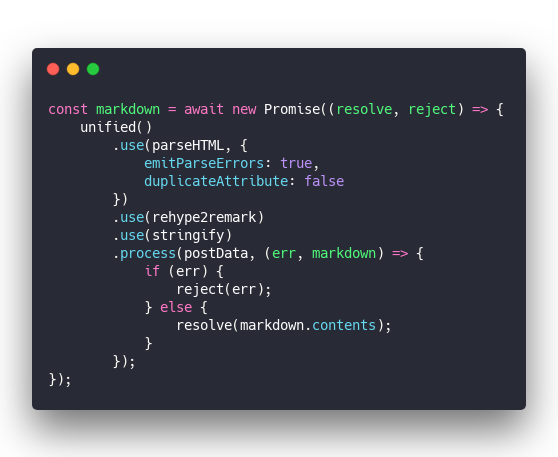 const markdown = await new Promise((resolve, reject) => {
    unified()
        .use(parseHTML, {
            emitParseErrors: true,
            duplicateAttribute: false
        })
        .use(rehype2remark)
        .use(stringify)
        .process(postData, (err, markdown) => {
            if (err) {
                reject(err);
            } else {
                resolve(markdown.contents);
            }
        });
});